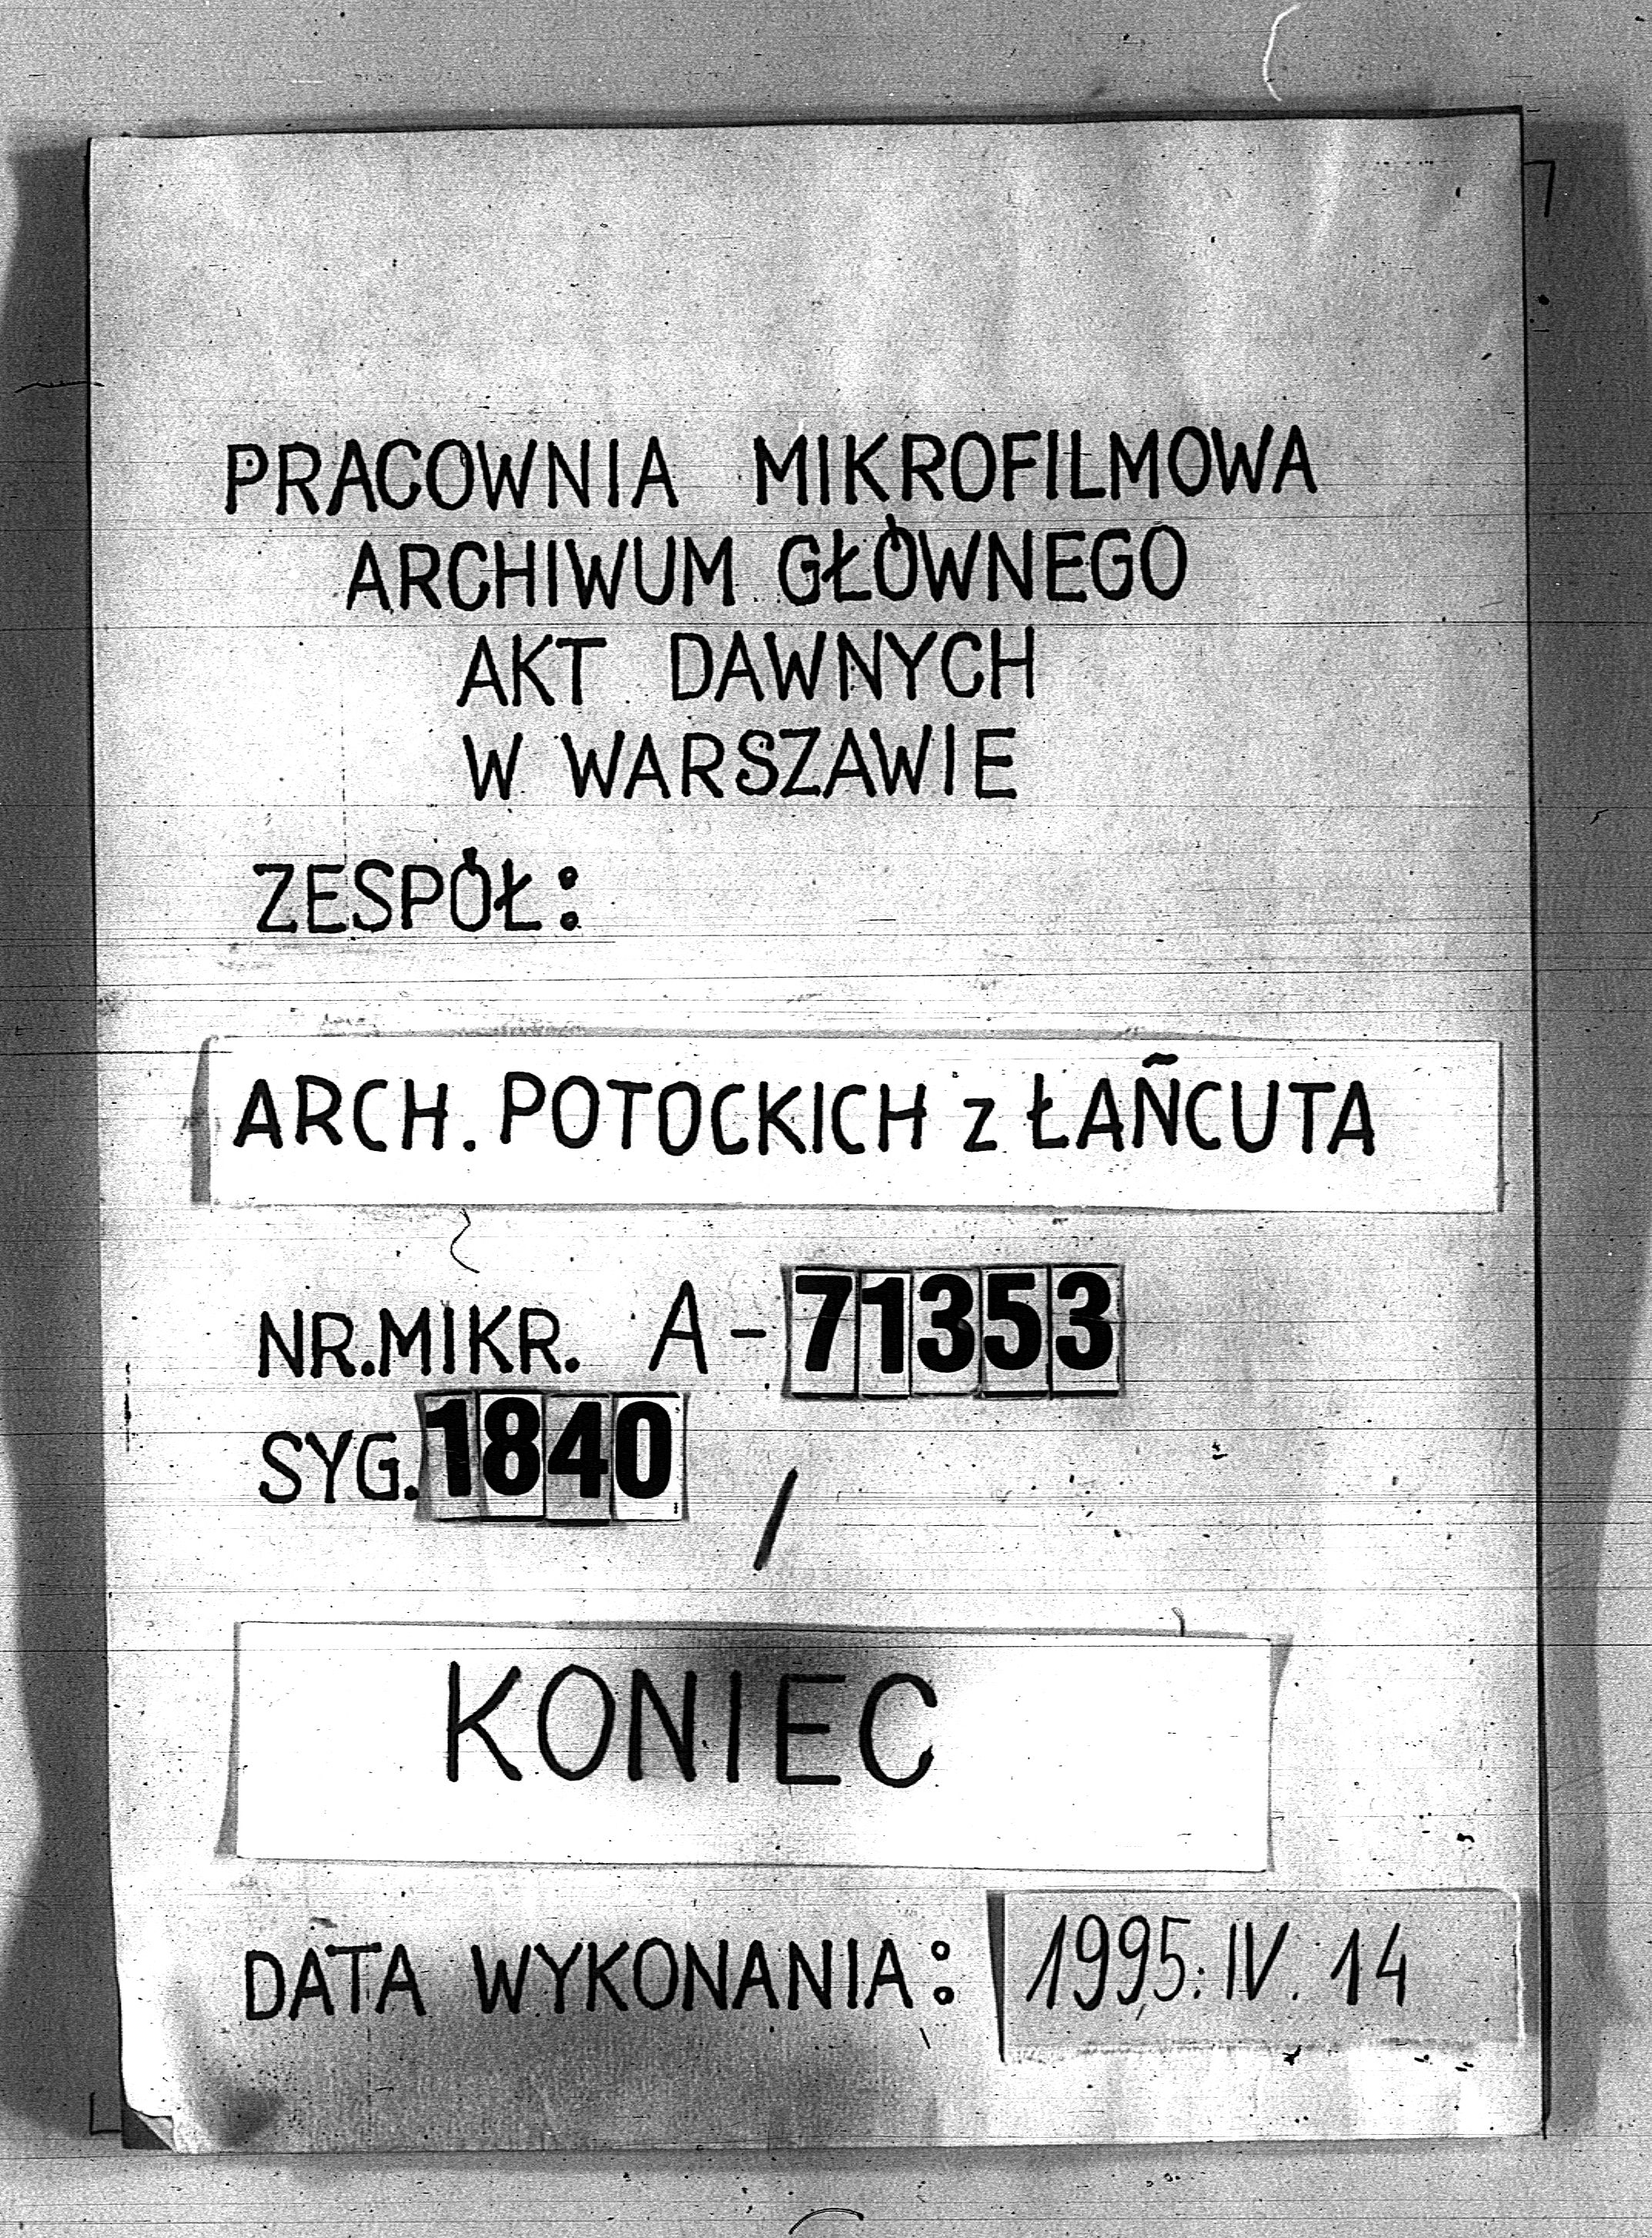 PRACOWNIA MIKROFILMOWA
ARCHIWUM GŁÓWNEGO
AKT DAWNYCH
W WARSZAWIE
ZESPÓŁ:
ARCH. POTOCKICH z ŁAÑCUTA
NR.MIKR. A-71353
SYG. 1840 /
KONIEC
DATA WYKONANIA: 1995.IV.14